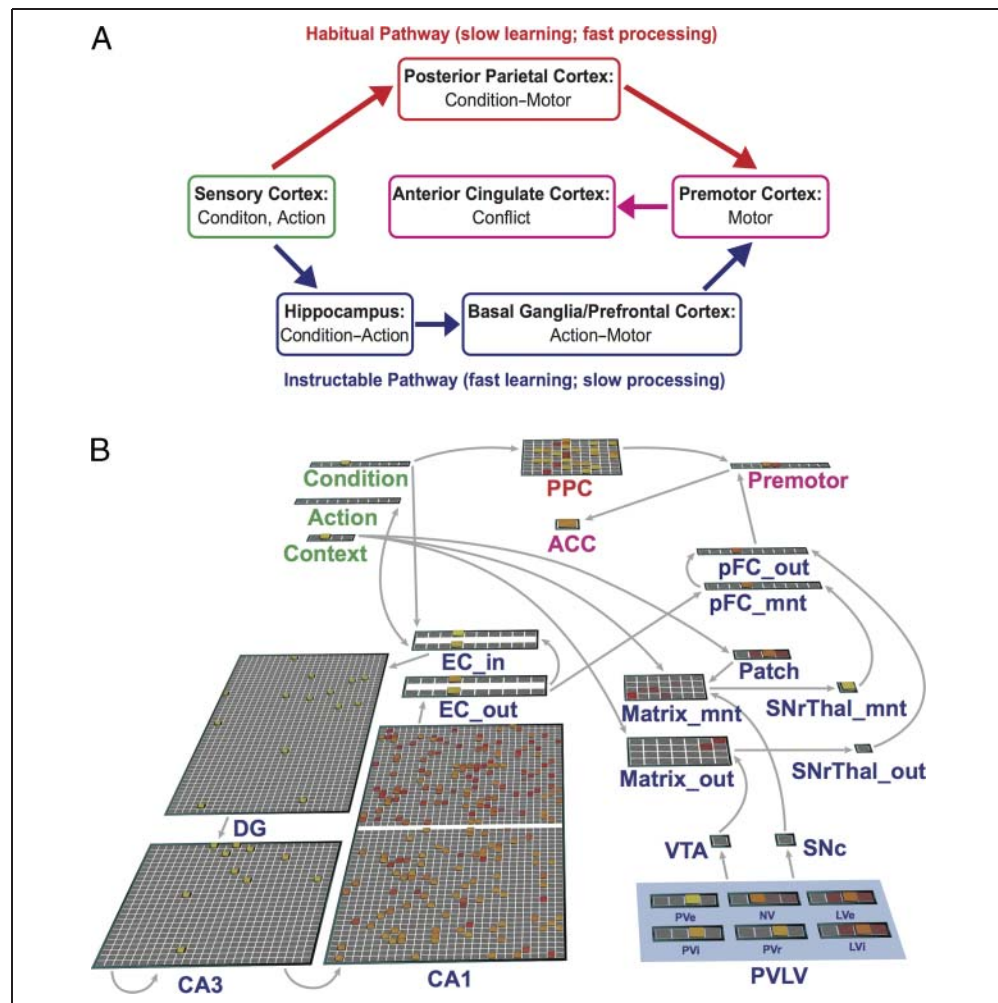 A
Habitual Pathway (slow learning; fast processing)
Posterior Parietal Cortex:
Condition–Motor
Sensory Cortex:
Conditon, Action
Anterior Cingulate Cortex:
Conflict
Premotor Cortex:
Motor
Hippocampus:
Condition–Action
Basal Ganglia/Prefrontal Cortex:
Action–Motor
Instructable Pathway (fast learning; slow processing)
B
Condition
Action
Context
PPC
Premotor
ACC
pFC_out
pFC_mnt
EC_in
EC_out
Patch
Matrix_mnt
SNrThal_mnt
Matrix_out
SNrThal_out
DG
VTA
SNc
PVe
NV
LVe
PVi
PVr
LVi
CA3
CA1
PVLV